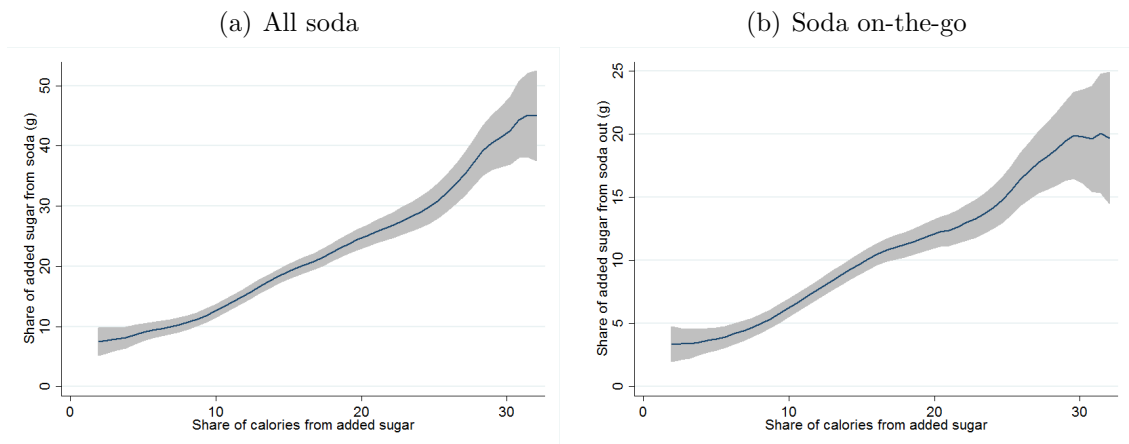 (a) All soda
Share of added sugar from soda (g)
50
40
30
20
10
0
0 10 20 30
Share of calories from added sugar
(b) Soda on-the-go
Share of added sugar from soda out (g)
25
20
15
10
5
0
0 10 20 30
Share of calories from added sugar